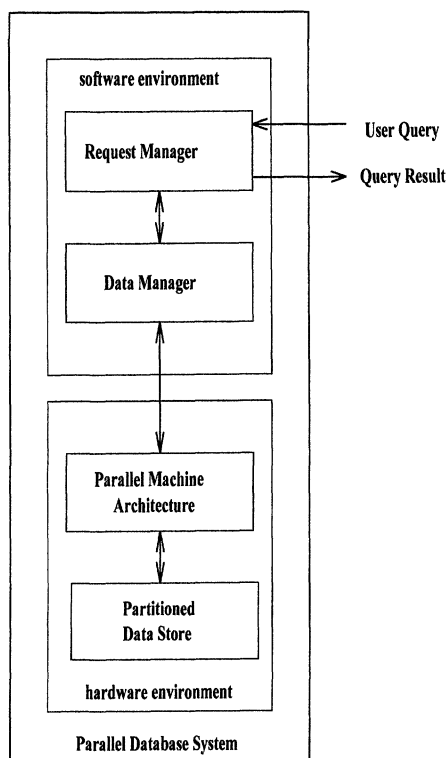 software environment
Request Manager
User Query
Query Result
Data Manager
Parallel Machine
Architecture
Partitioned
Data Store
hardware environment
Parallel Database System